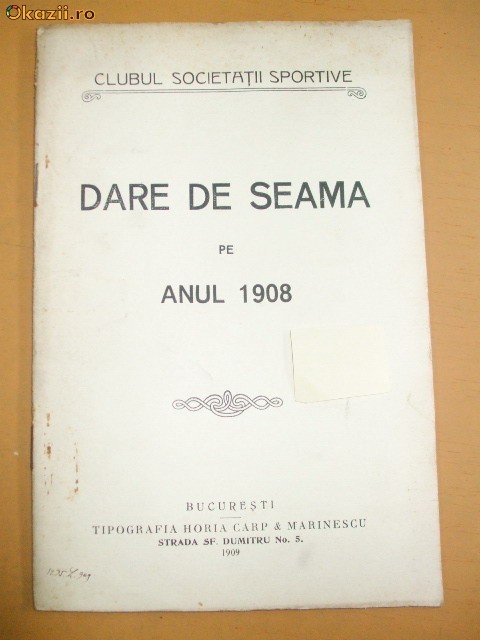 Okazii.ro
CLUBUL SOCIETAȚII SPORTIVE
DARE DE SEAMA
PE
ANUL 1908
BUCUREȘTI
TIPOGRAFIA HORIA CARP & MARINESCU
STRADA SF. DUMITRU No. 5.
1909